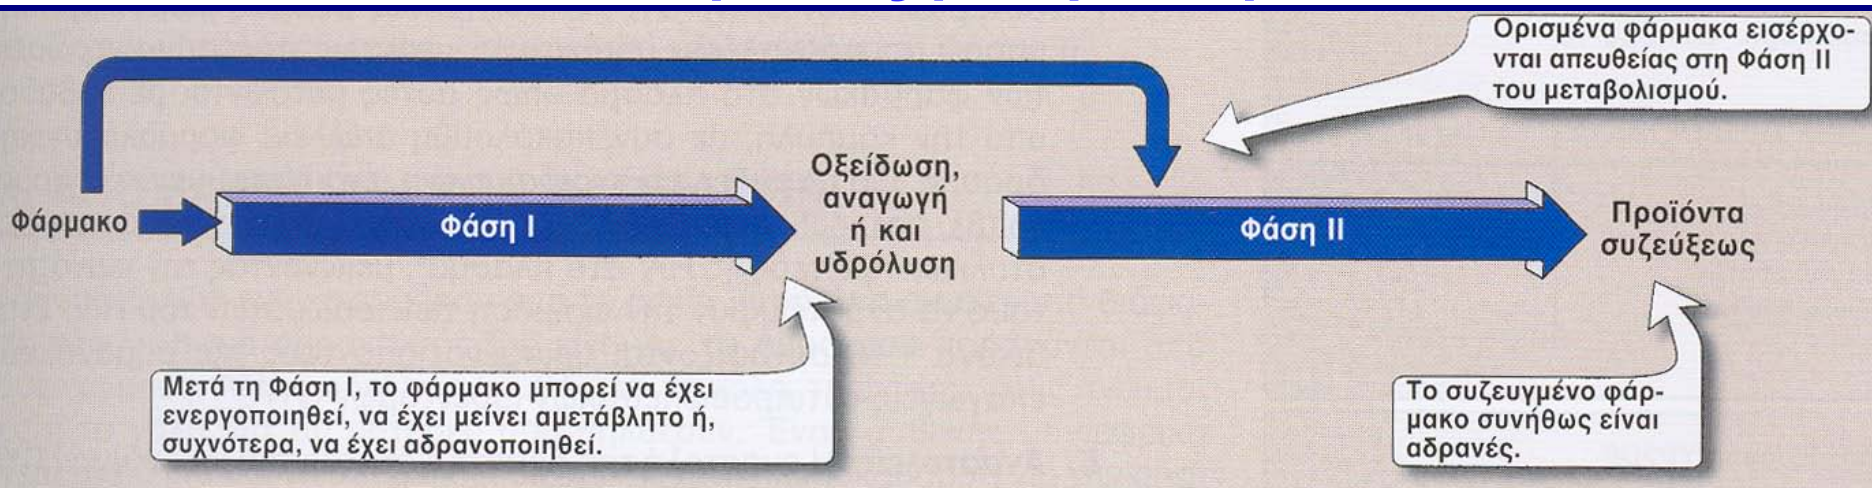 Ορισμένα φάρμακα εισέρχο-
νται απευθείας στη Φάση ΙΙ
του μεταβολισμού.
Φάρμακο
Φάση Ι
Οξείδωση,
αναγωγή
ή και
υδρόλυση
Φάση ΙΙ
Προϊόντα
συζεύξεως
Μετά τη Φάση Ι, το φάρμακο μπορεί να έχει
ενεργοποιηθεί, να έχει μείνει αμετάβλητο ή,
συχνότερα, να έχει αδρανοποιηθεί.
Το συζευγμένο φάρ-
μακο συνήθως είναι
αδρανές.